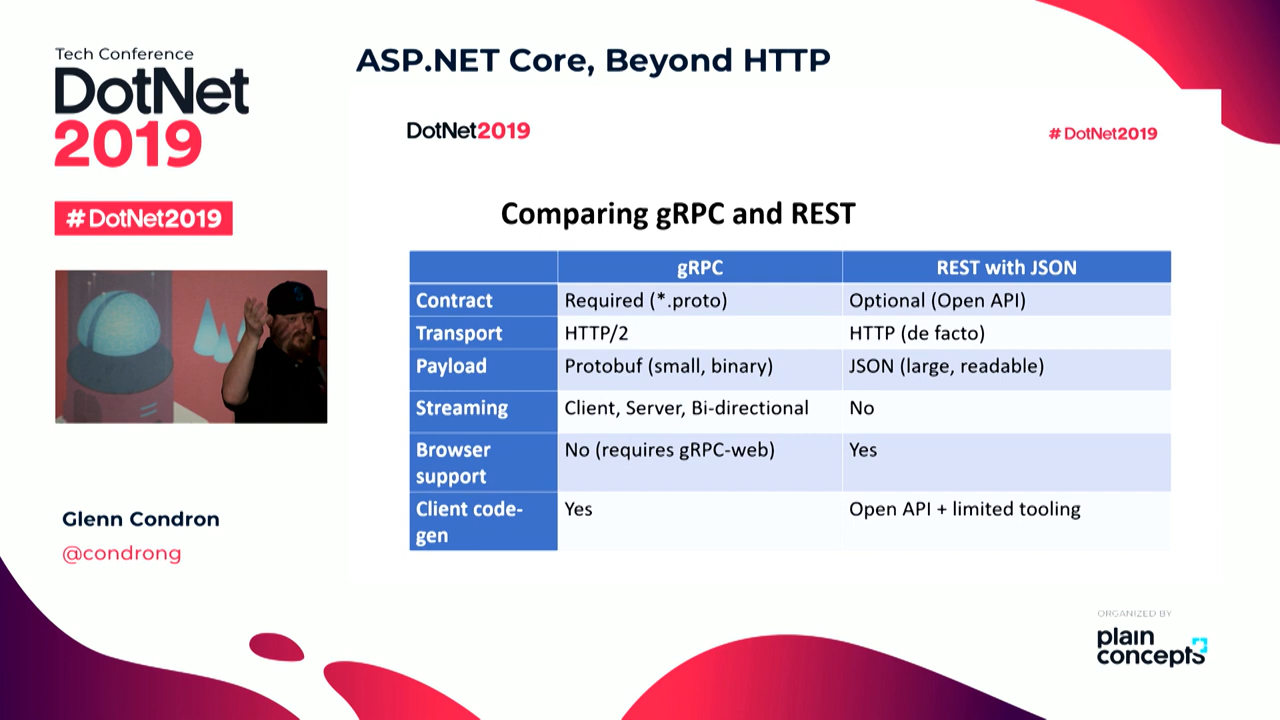 Tech Conference
DotNet
2019
# DotNet2019
ASP.NET Core, Beyond HTTP
DotNet2019
# DotNet2019
Comparing gRPC and REST
gRPC REST with JSON
Contract Required (*.proto) Optional (Open API)
Transport HTTP/2 HTTP (de facto)
Payload Protobuf (small, binary) JSON (large, readable)
Streaming Client, Server, Bi-directional No
Browser support No (requires gRPC-web) Yes
Client code-gen Yes Open API + limited tooling
Glenn Condron
@condrong
ORGANIZED BY
plain
concepts